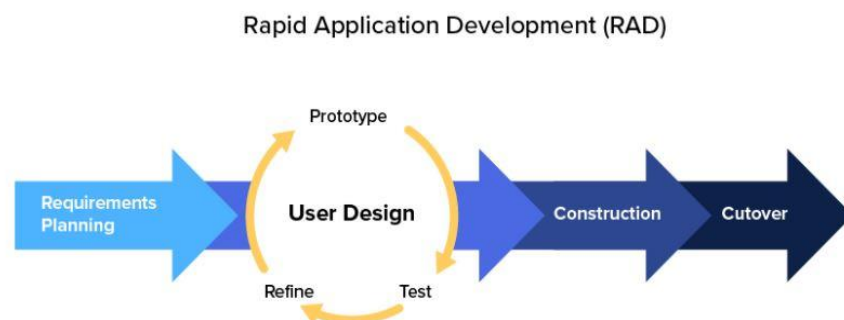 Rapid Application Development (RAD)
Prototype
Requirements
Planning
User Design
Construction
Cutover
Refine
Test